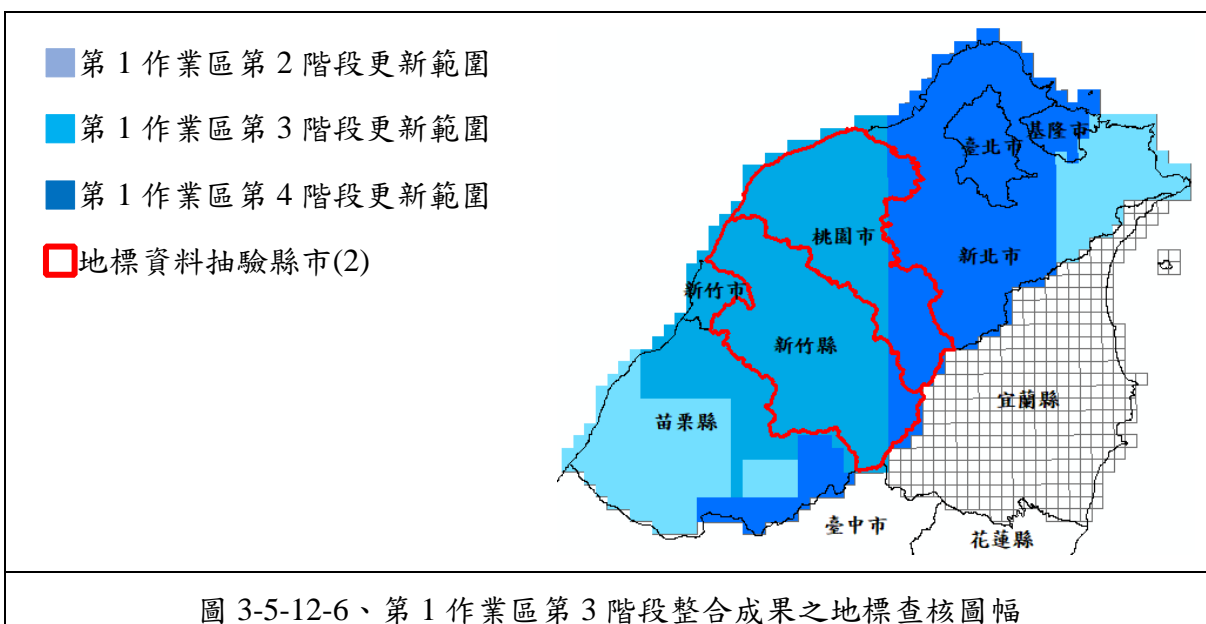 第 1 作業區第 2 階段更新範圍
第 1 作業區第 3 階段更新範圍
第 1 作業區第 4 階段更新範圍
地標資料抽驗縣市(2)
基隆市
臺北市
桃園市
新北市
新竹市
新竹縣
宜蘭縣
苗栗縣
臺中市
花蓮縣
圖 3-5-12-6、第 1 作業區第 3 階段整合成果之地標查核圖幅